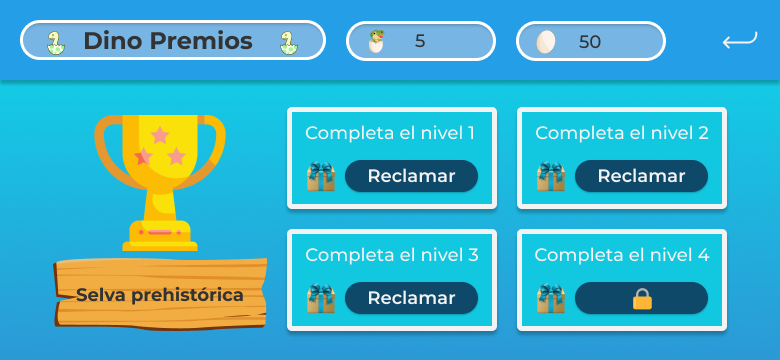 Dino Premios
5
50
Completa el nivel 1
Reclamar
Completa el nivel 2
Reclamar
Selva prehistórica
Completa el nivel 3
Reclamar
Completa el nivel 4